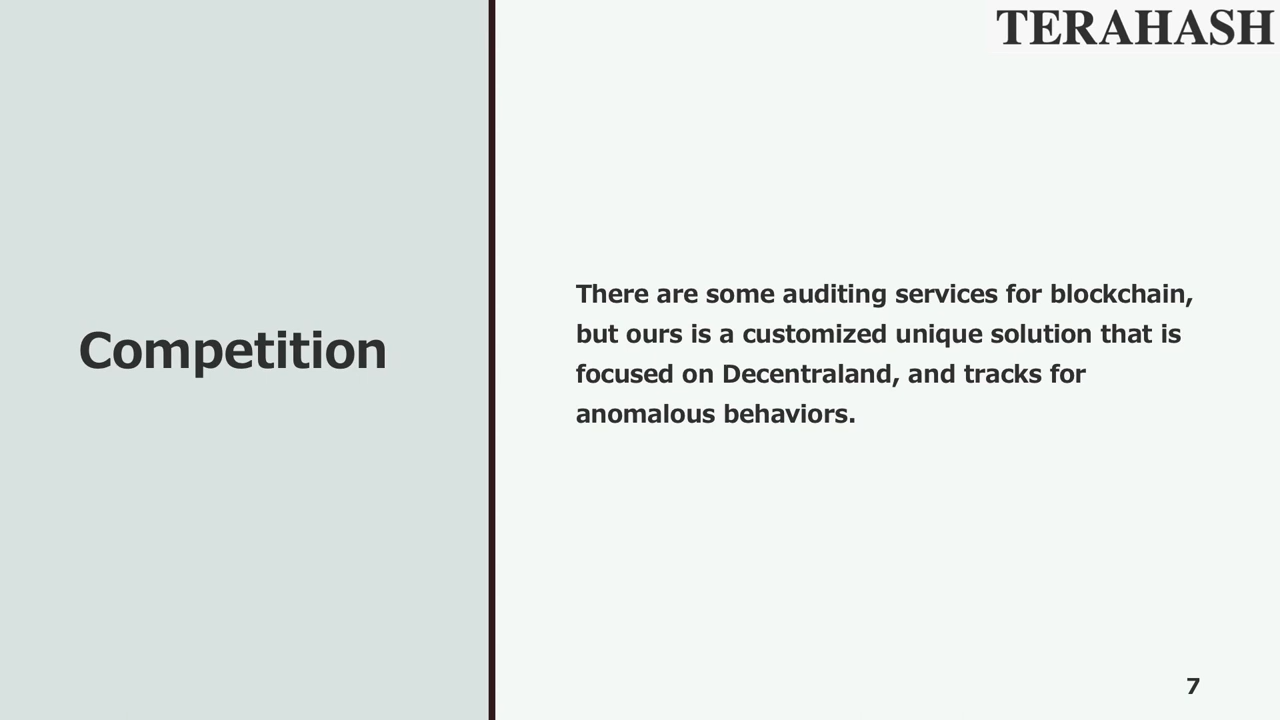 TERAHASH
Competition
There are some auditing services for blockchain,
but ours is a customized unique solution that is
focused on Decentraland, and tracks for
anomalous behaviors.
7